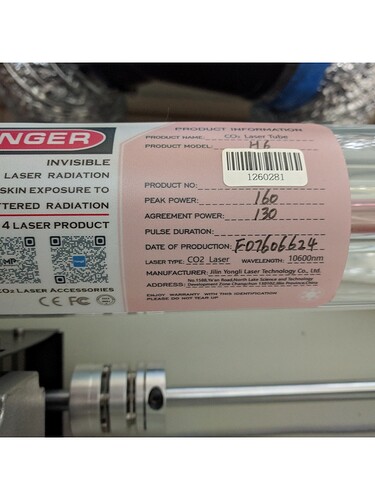 NGER
INVISIBLE
LASER RADIATION
SKIN EXPOSURE TO
TTERED RADIATION
4 LASER PRODUCT
CO2 LASER ACCESSORIES
CE FC
PRODUCT INFORMATION
PRODUCT NAME: CO2 Laser Tube
PRODUCT MODEL: H6
1260281
PRODUCT NO:
PEAK POWER: 160
AGREEMENT POWER: 130
PULSE DURATION:
DATE OF PRODUCTION: F07606624
LASER TYPE: CO2 Laser WAVELENGTH: 10600nm
MANUFACTURER: Jilin Yongli Laser Technology Co., Ltd.
ADDRESS:
Development Zone Changchun
ENJOY WARRANTY WITH THIS IDENTIFICATION
PLEASE DO NOT TEAR UP